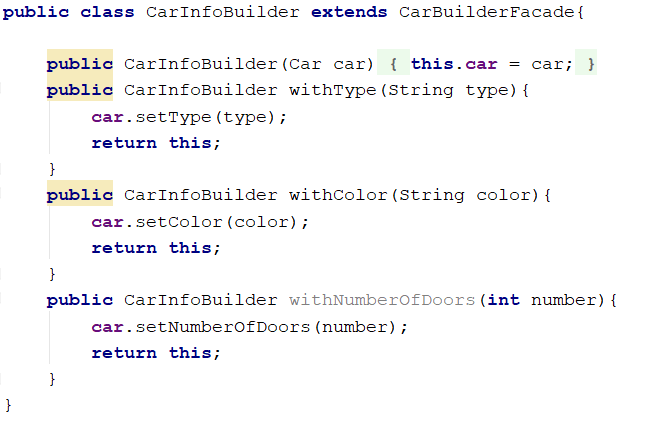 public class CarInfoBuilder extends CarBuilderFacade{
public CarInfoBuilder(Car car) { this.car = car; }
public CarInfoBuilder withType(String type){
car.setType(type);
return this;
}
public CarInfoBuilder withColor(String color){
car.setColor(color);
return this;
}
public CarInfoBuilder withNumberOfDoors(int number){
car.setNumberOfDoors(number);
return this;
}
}